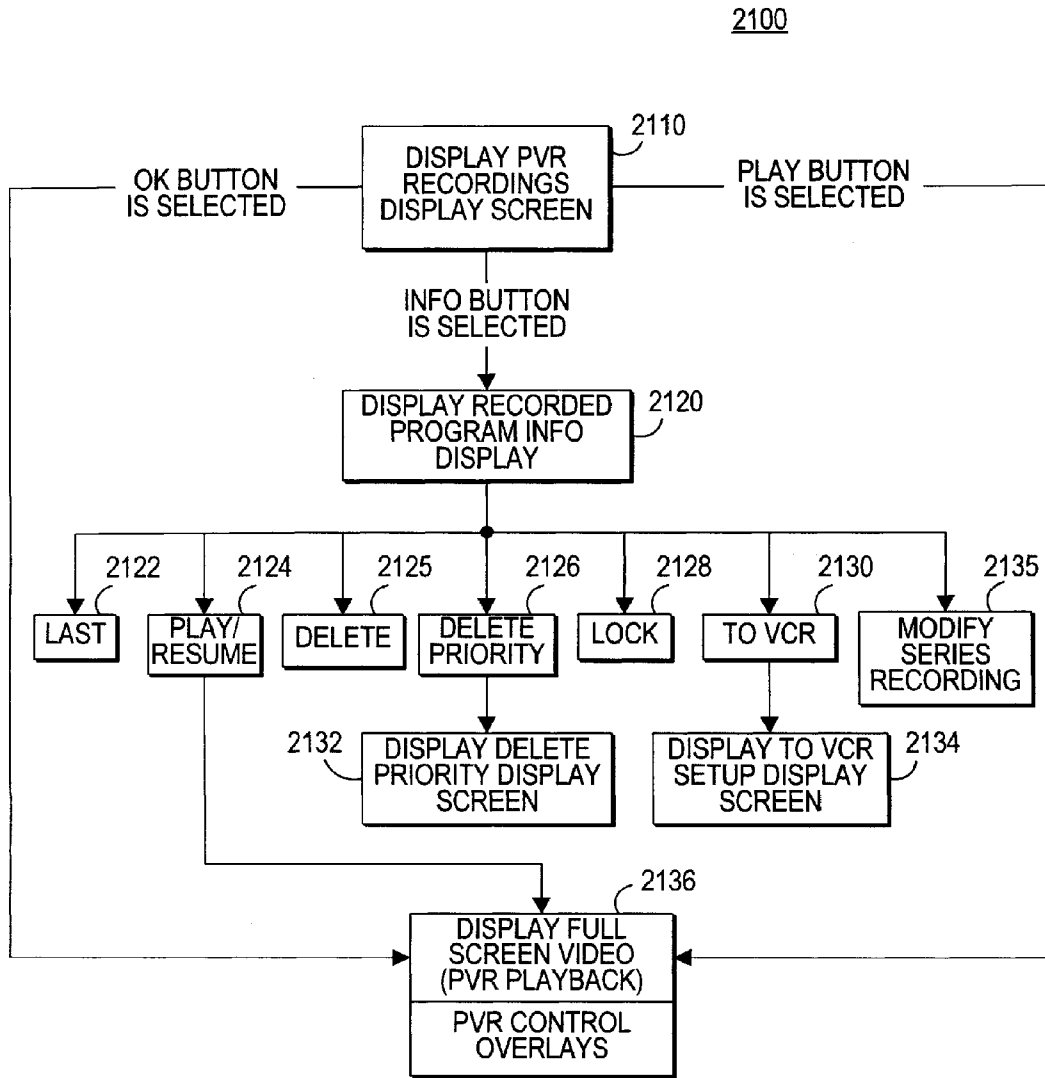 2100
2110
DISPLAY PVR
RECORDINGS
DISPLAY SCREEN
OK BUTTON
IS SELECTED
PLAY BUTTON
IS SELECTED
INFO BUTTON
IS SELECTED
2120
DISPLAY RECORDED
PROGRAM INFO
DISPLAY
2122
LAST
2124
PLAY/
RESUME
2125
DELETE
2126
DELETE
PRIORITY
2128
LOCK
2130
TO VCR
2135
MODIFY
SERIES
RECORDING
2132
DISPLAY DELETE
PRIORITY DISPLAY
SCREEN
2134
DISPLAY TO VCR
SETUP DISPLAY
SCREEN
2136
DISPLAY FULL
SCREEN VIDEO
(PVR PLAYBACK)
PVR CONTROL
OVERLAYS